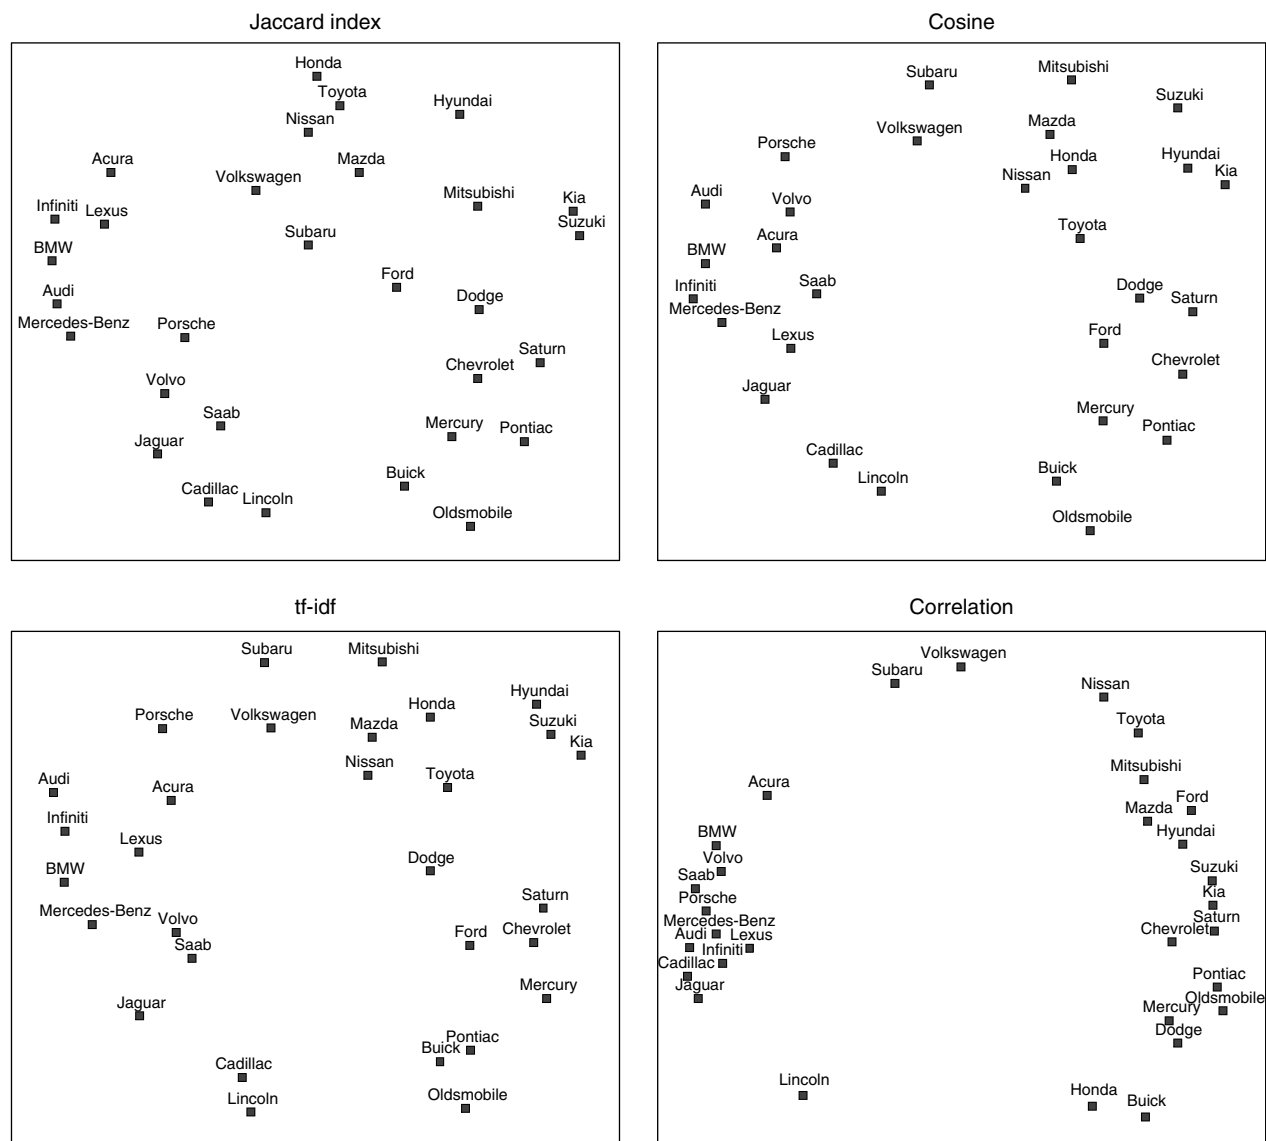 Jaccard index
Honda
Toyota
Hyundai
Nissan
Acura
Mazda
Volkswagen
Mitsubishi
Kia
Infiniti
Lexus
Suzuki
Subaru
BMW
Ford
Audi
Dodge
Mercedes-Benz
Porsche
Saturn
Chevrolet
Volvo
Saab
Mercury
Pontiac
Jaguar
Buick
Cadillac
Lincoln
Oldsmobile
Cosine
Mitsubishi
Subaru
Suzuki
Mazda
Volkswagen
Porsche
Honda
Hyundai
Nissan
Kia
Audi
Volvo
Toyota
Acura
BMW
Saab
Infiniti
Dodge
Saturn
Mercedes-Benz
Ford
Lexus
Chevrolet
Jaguar
Mercury
Pontiac
Cadillac
Buick
Lincoln
Oldsmobile
tf-idf
Subaru
Mitsubishi
Hyundai
Honda
Porsche
Volkswagen
Suzuki
Mazda
Kia
Nissan
Toyota
Audi
Acura
Infiniti
Lexus
Dodge
BMW
Saturn
Mercedes-Benz
Volvo
Chevrolet
Ford
Saab
Mercury
Jaguar
Pontiac
Buick
Cadillac
Oldsmobile
Lincoln
Correlation
Volkswagen
Subaru
Nissan
Toyota
Mitsubishi
Acura
Ford
Mazda
Hyundai
BMW
Volvo
Suzuki
Saab
Kia
Porsche
Saturn
Mercedes-Benz
Chevrolet
Audi
Lexus
Infiniti
Cadillac
Pontiac
Jaguar
Oldsmobile
Mercury
Dodge
Lincoln
Honda
Buick